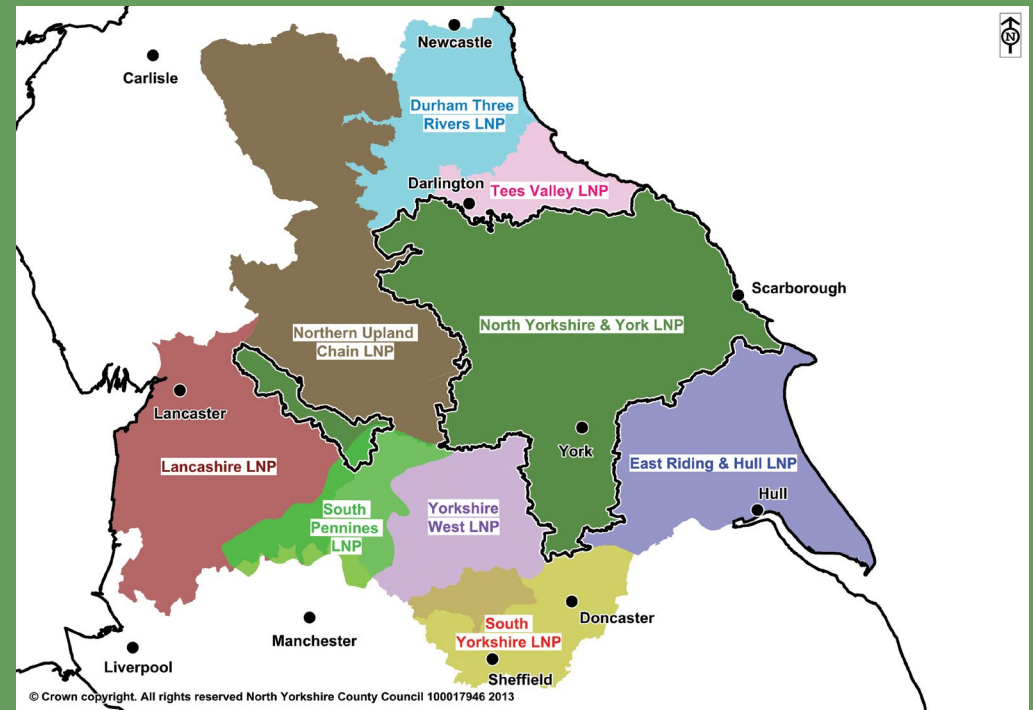 N
Newcastle
Carlisle
Durham Three
Rivers LNP
Darlington
Tees Valley LNP
Scarborough
North Yorkshire & York LNP
Northern Upland
Chain LNP
Lancaster
York
Lancashire LNP
East Riding & Hull LNP
Hull
South
Pennines
LNP
Yorkshire
West LNP
Doncaster
Manchester
South
Yorkshire LNP
Liverpool
Sheffield
© Crown copyright. All rights reserved North Yorkshire County Council 100017946 2013